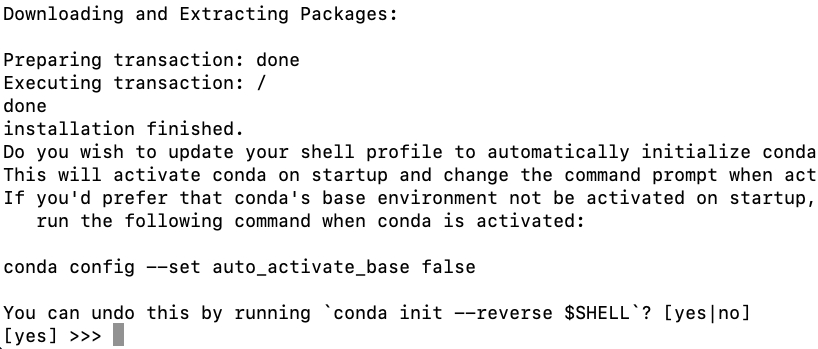 Downloading and Extracting Packages:
Preparing transaction: done
Executing transaction: /
done
installation finished.
Do you wish to update your shell profile to automatically initialize conda
This will activate conda on startup and change the command prompt when act
If you'd prefer that conda's base environment not be activated on startup,
   run the following command when conda is activated:
conda config --set auto_activate_base false
You can undo this by running `conda init --reverse $SHELL`? [yes|no]
[yes] >>>